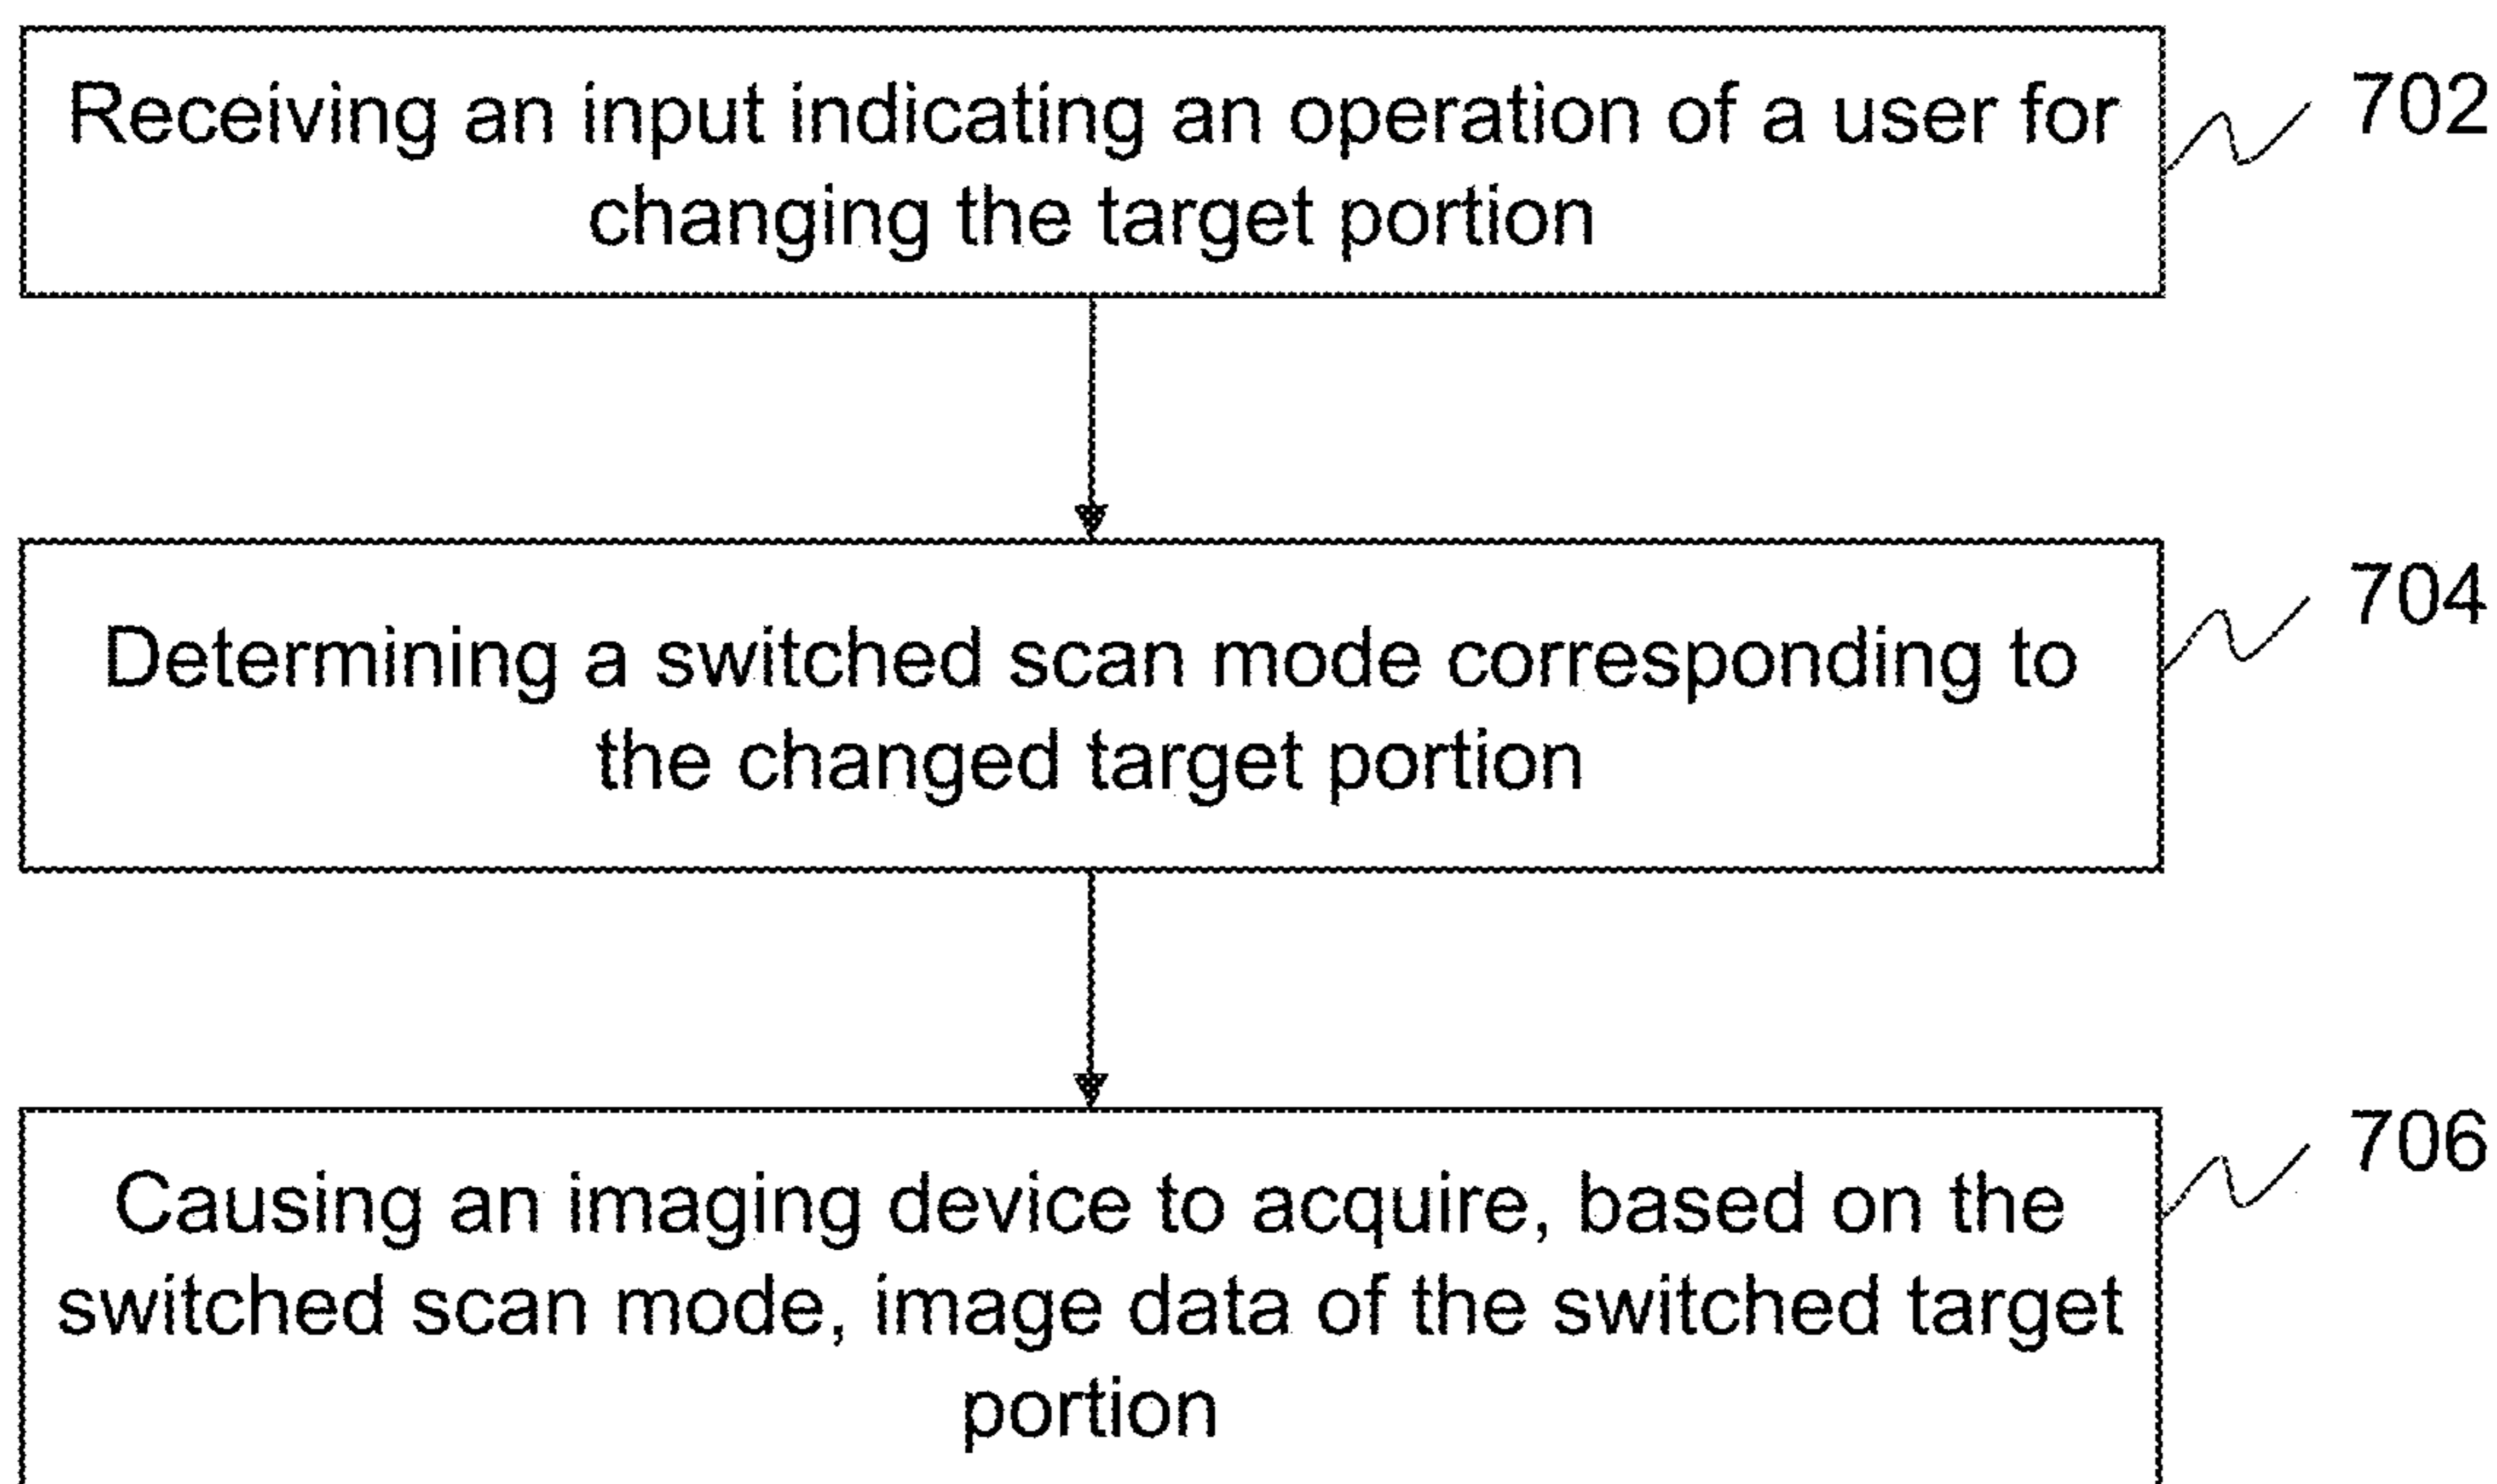 Receiving an input indicating an operation of a user for
changing the target portion
702
Determining a switched scan mode corresponding to
the changed target portion
704
Causing an imaging device to acquire, based on the
switched scan mode, image data of the switched target
portion
706